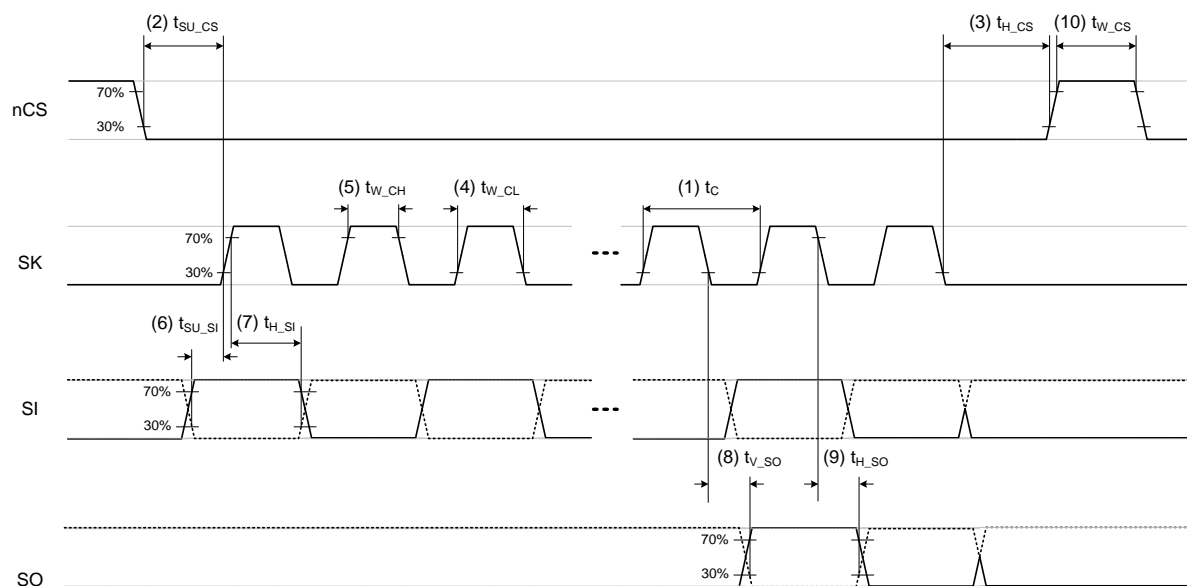 (2) tSU_CS
(3) tH_CS
(10) tW_CS
70%
nCS
30%
(5) tW_CH
(4) tW_CL
(1) tC
70%
SK
30%
(6) tSU_SI
(7) tH_SI
70%
SI
30%
(8) tV_SO
(9) tH_SO
70%
30%
SO